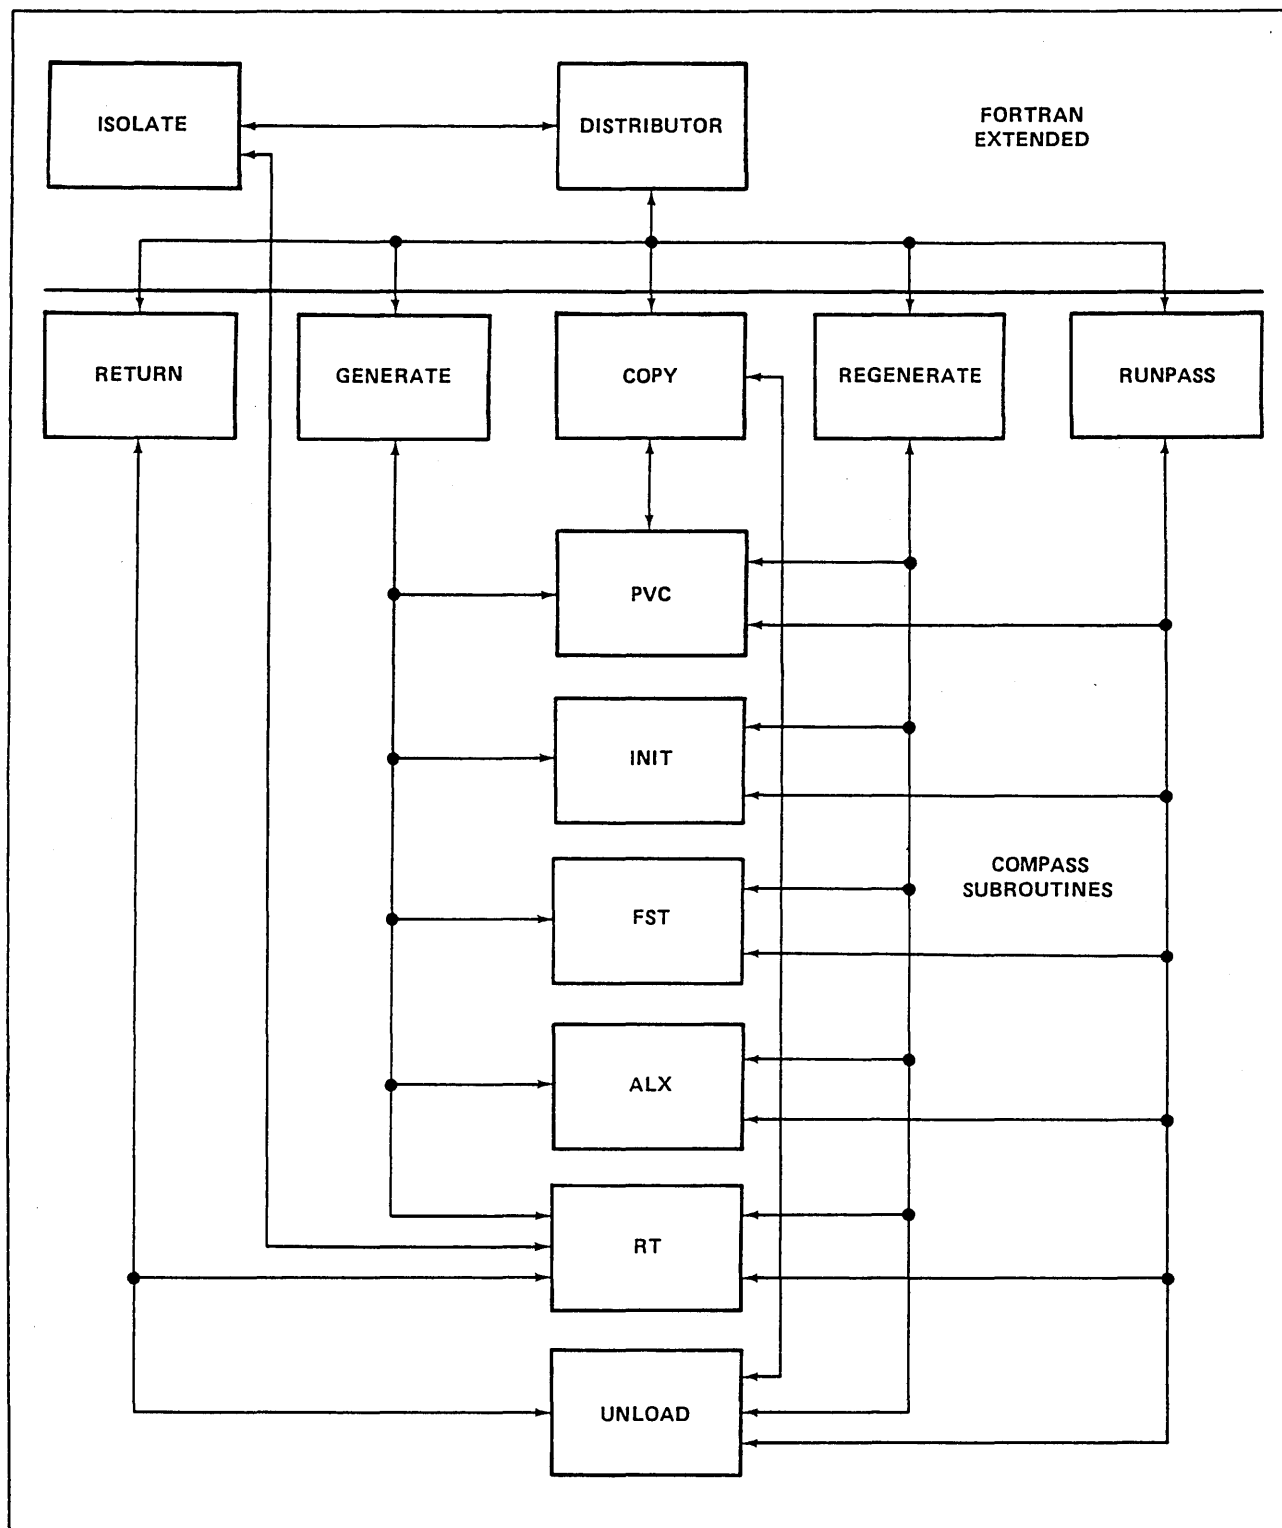 ISOLATE
DISTRIBUTOR
FORTRAN
EXTENDED
RETURN
GENERATE
COPY
REGENERATE
RUNPASS
PVC
INIT
COMPASS
SUBROUTINES
FST
ALX
RT
UNLOAD